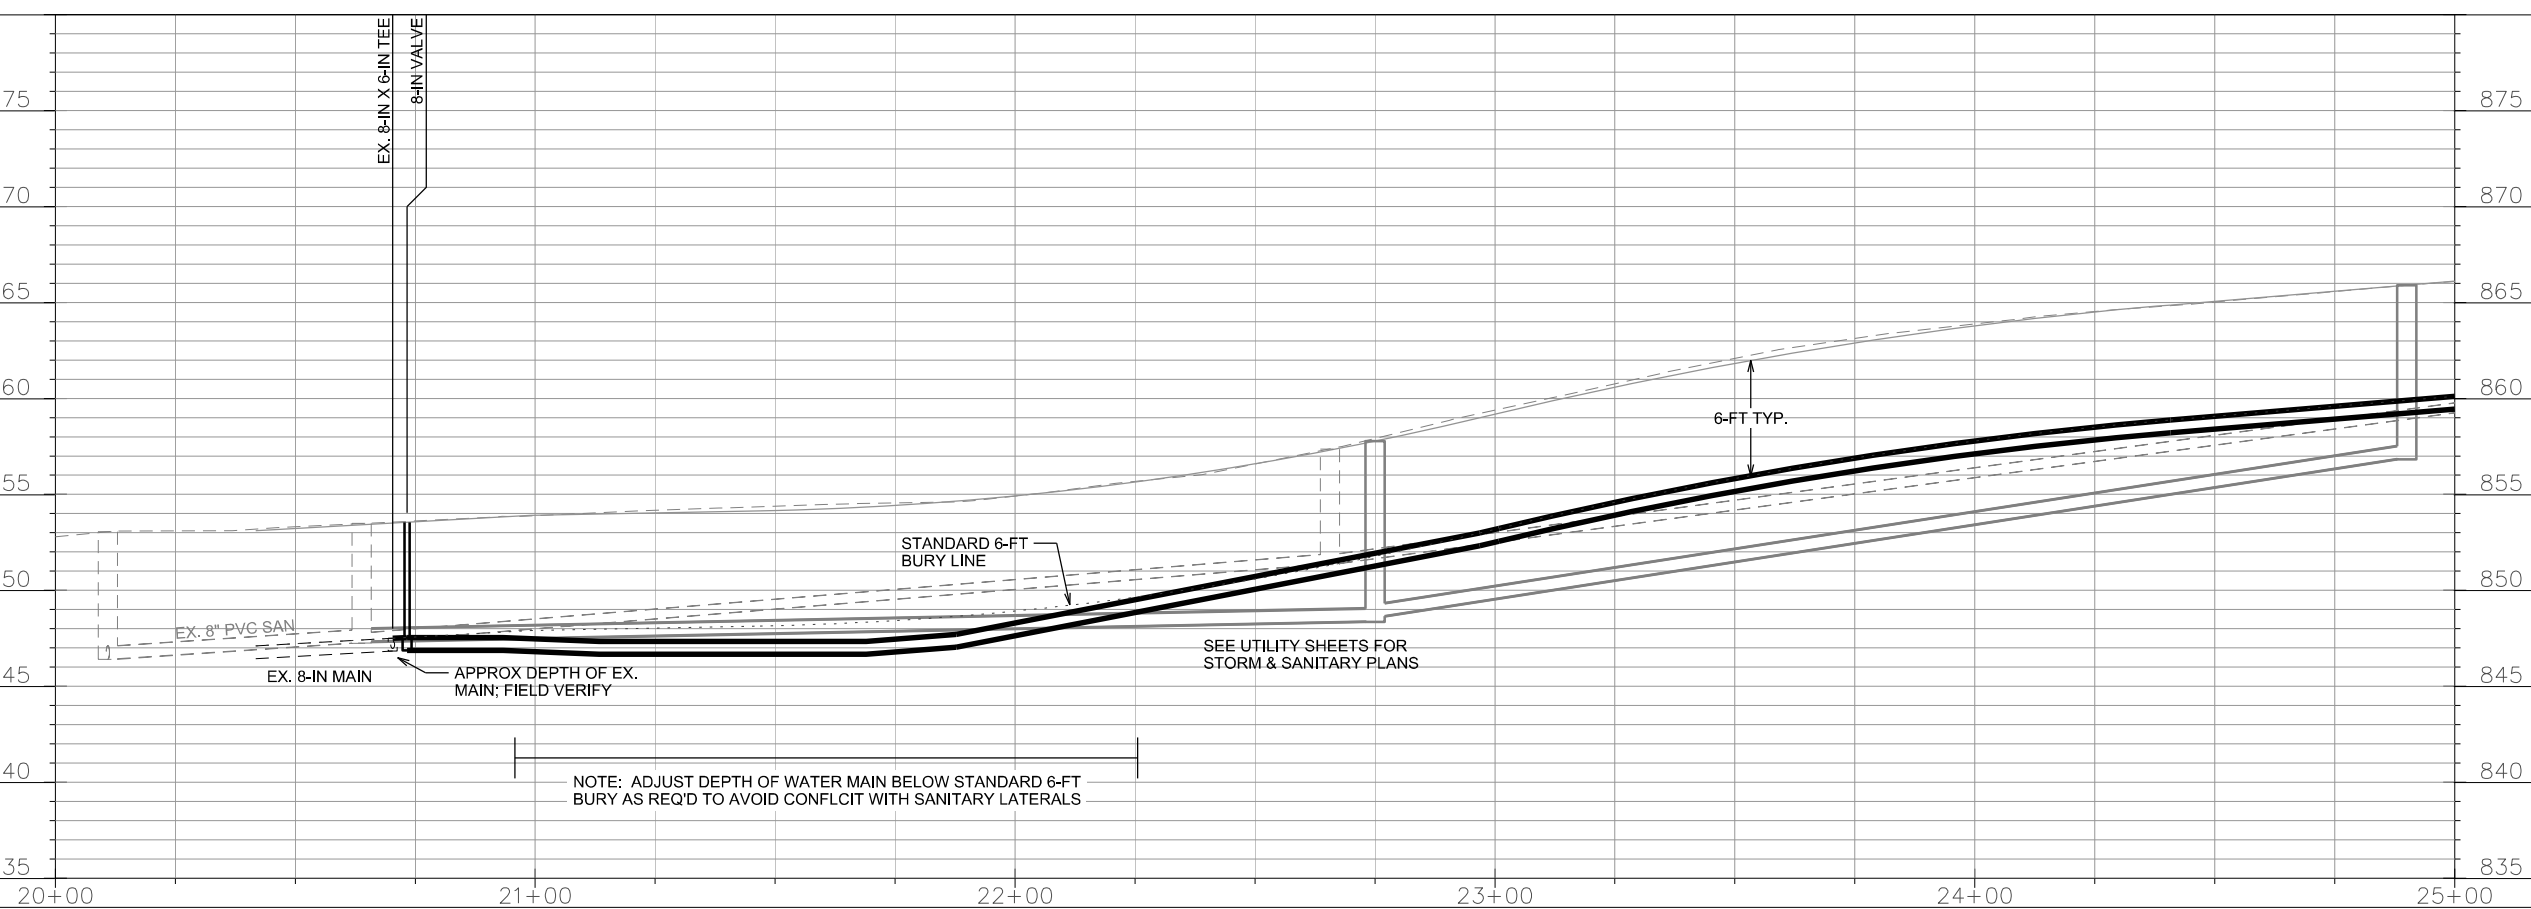 EX. 8-IN X 6-IN TEE
8-IN VALVE
75
875
70
870
65
865
60
860
6-FT TYP.
55
855
STANDARD 6-FT
BURY LINE
50
850
EX. 8" PVC SAN
SEE UTILITY SHEETS FOR
STORM & SANITARY PLANS
EX. 8-IN MAIN
APPROX DEPTH OF EX.
MAIN; FIELD VERIFY
45
845
40
840
NOTE: ADJUST DEPTH OF WATER MAIN BELOW STANDARD 6-FT
BURY AS REQ'D TO AVOID CONFLCIT WITH SANITARY LATERALS
35
835
20+00
21+00
22+00
23+00
24+00
25+00